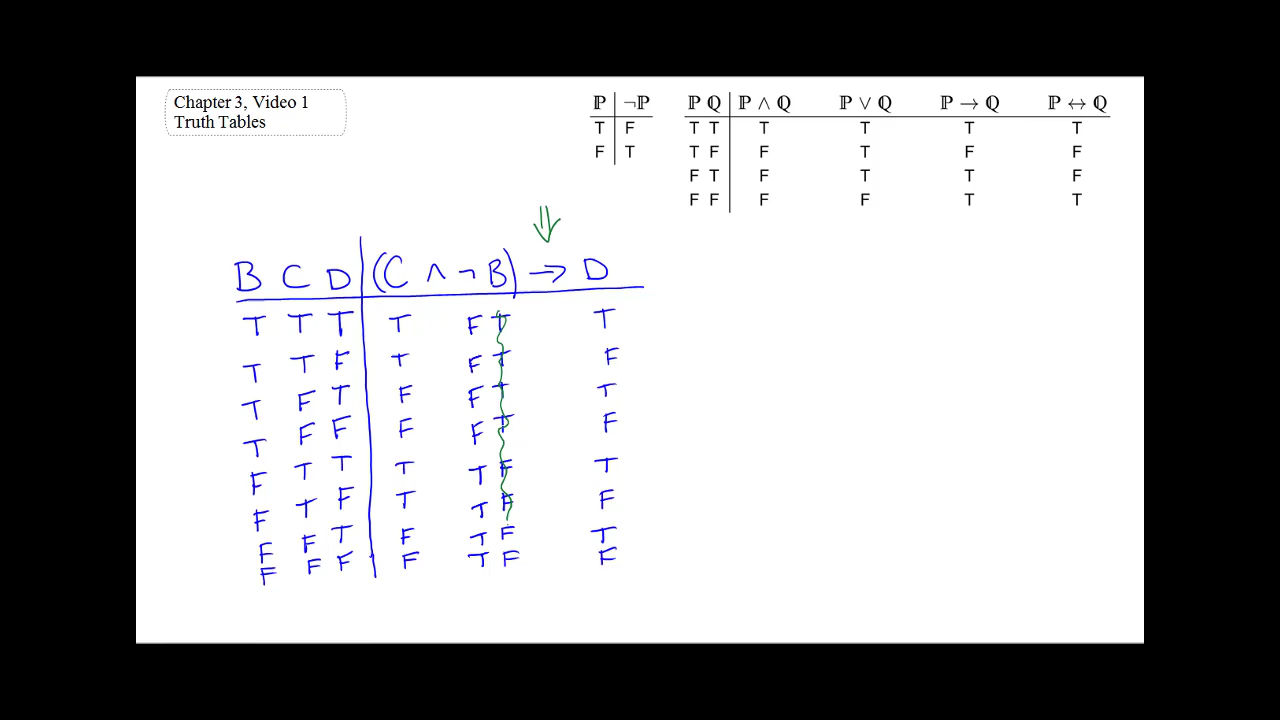 Chapter 3, Video 1
Truth Tables
ℙ ¬ℙ
T F
F T
ℙ ℚ ℙ ∧ ℚ ℙ ∨ ℚ ℙ → ℚ ℙ ↔ ℚ
T T T T T T
T F F T F F
F T F T T F
F F F F T T
⇓
B C D (C ∧ ¬ B) → D
T T T T F T T
T T F T F T F
T F T F F T T
T F F F F T F
F T T T T F T
F T F T T F F
F F T F T F T
F F F F T F F